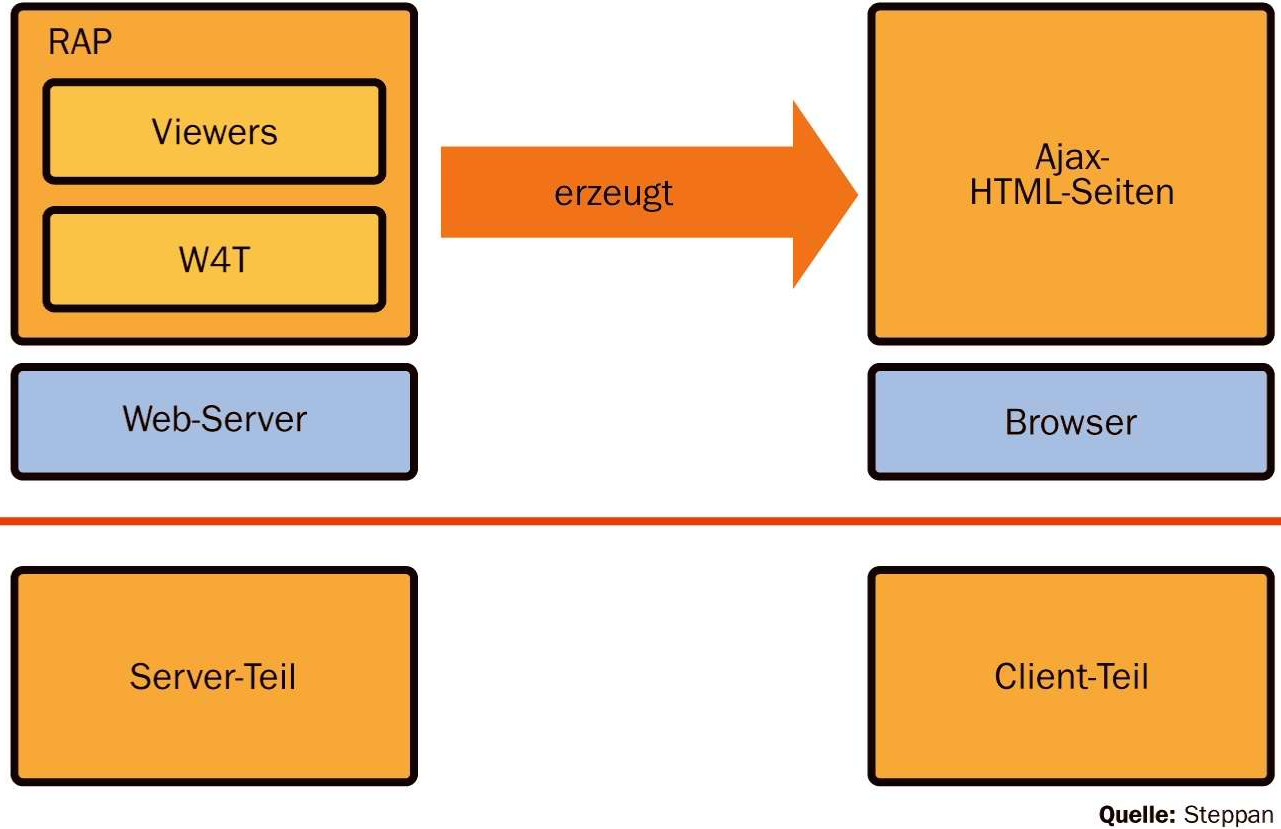 RAP
Viewers
W4T
erzeugt
Ajax-
HTML-Seiten
Web-Server
Browser
Server-Teil
Client-Teil
Quelle: Steppan